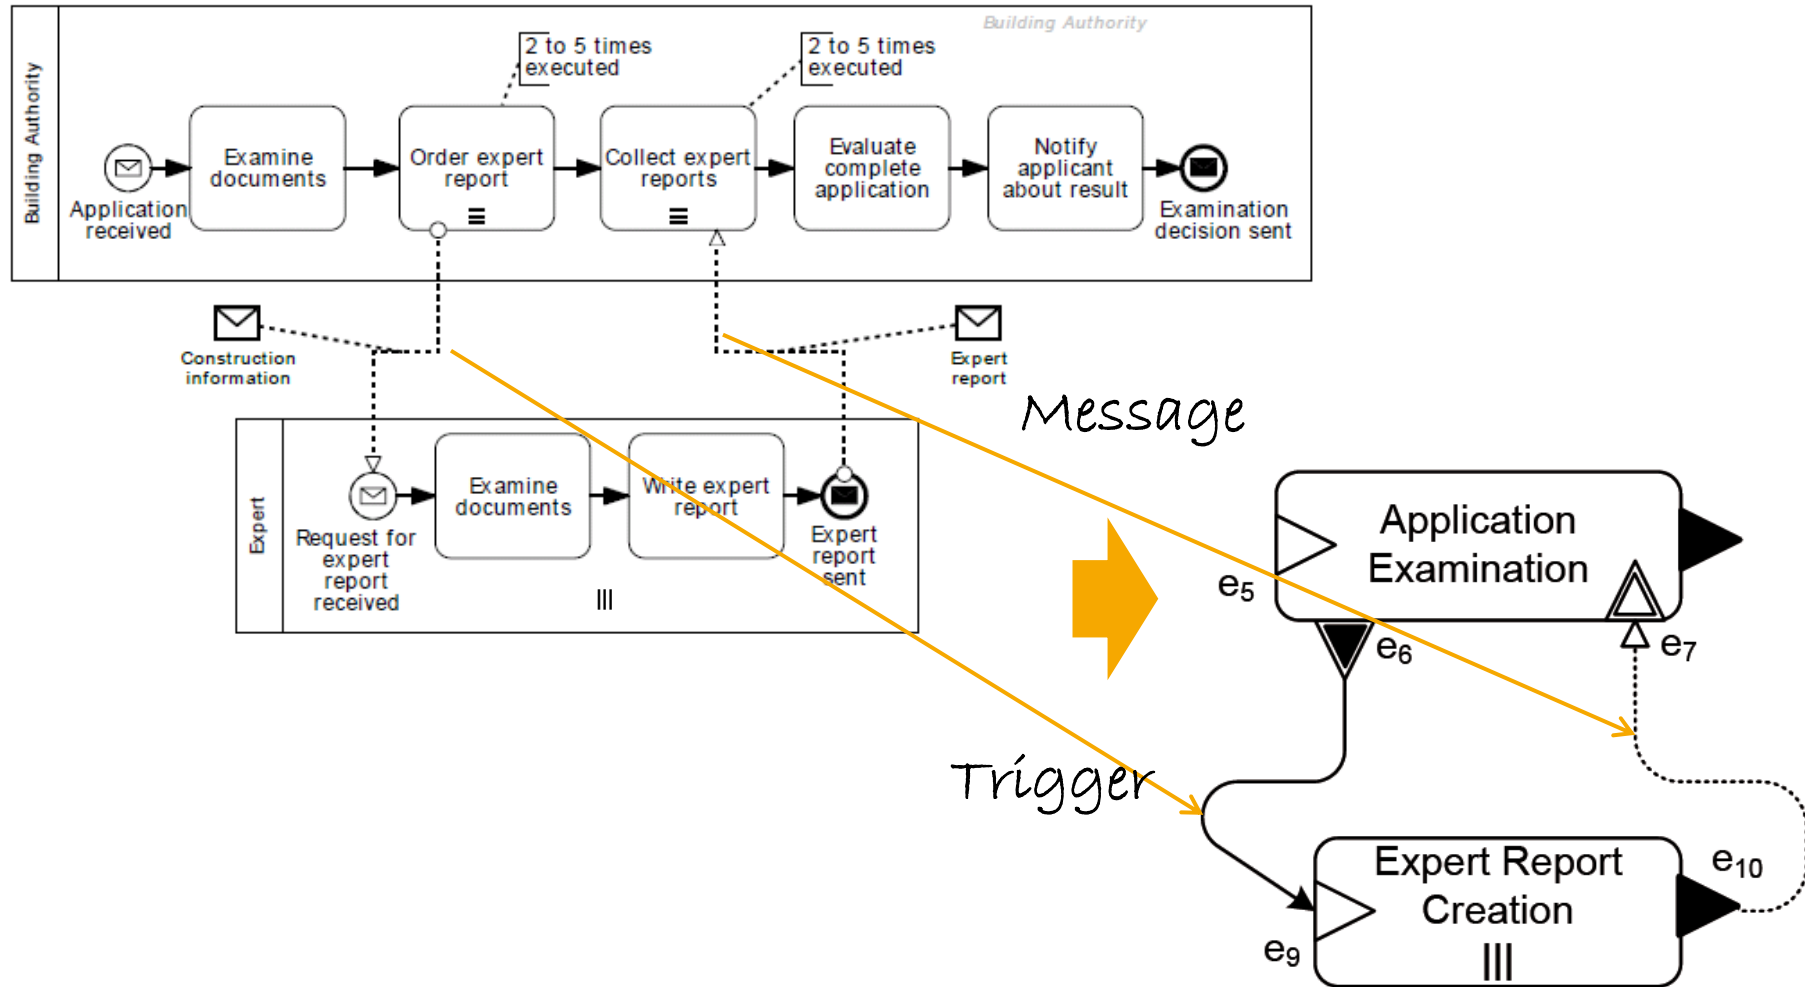 Building Authority
Building Authority
2 to 5 times
executed
2 to 5 times
executed
Examine
documents
Order expert
report
Collect expert
reports
Evaluate
complete
application
Notify
applicant
about result
Application
received
Examination
decision sent
Construction
information
Expert
report
Message
Expert
Examine
documents
Write expert
report
Request for
expert
report
received
Expert
report
sent
Application
Examination
e5
e6
e7
Trigger
Expert Report
Creation
e9
e10